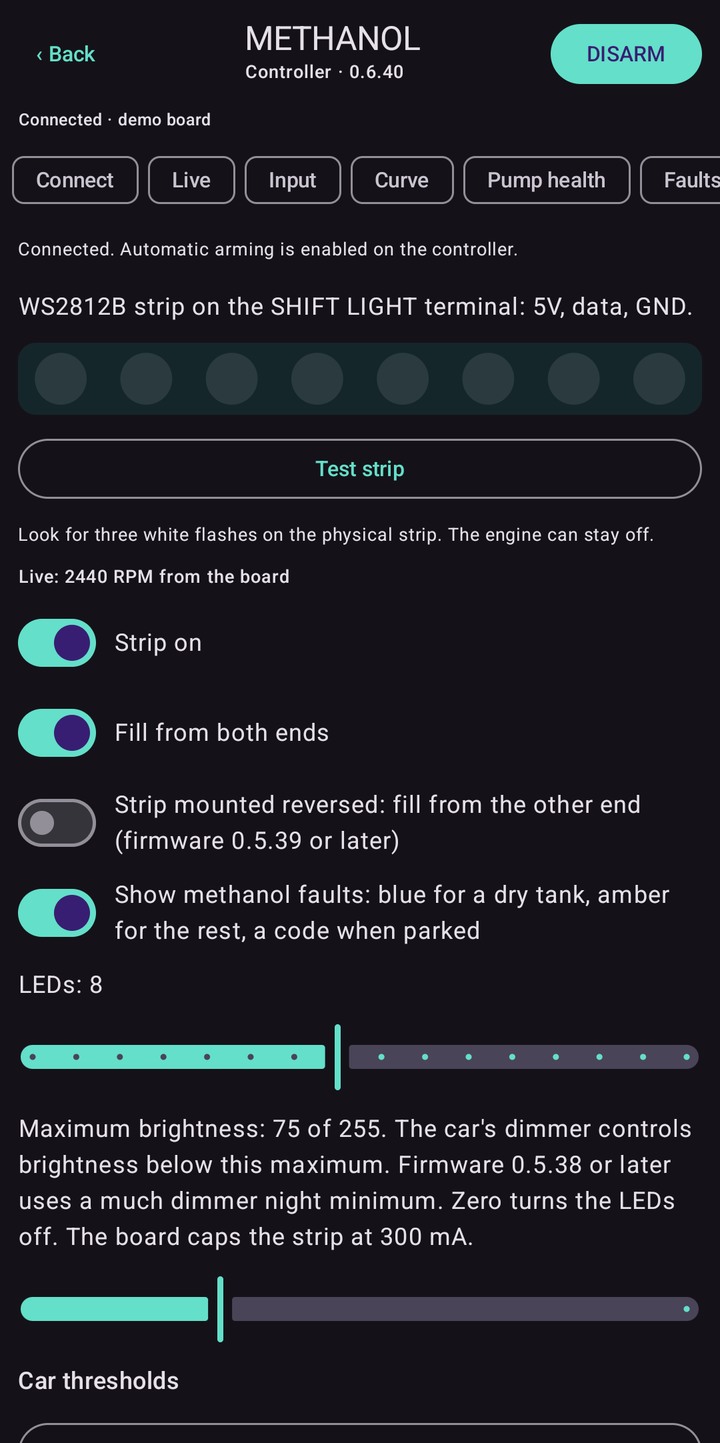 ‹ Back
METHANOL
Controller · 0.6.40
DISARM
Connected · demo board
Connect
Live
Input
Curve
Pump health
Faults
Connected. Automatic arming is enabled on the controller.
WS2812B strip on the SHIFT LIGHT terminal: 5V, data, GND.
Test strip
Look for three white flashes on the physical strip. The engine can stay off.
Live: 2440 RPM from the board
Strip on
Fill from both ends
Strip mounted reversed: fill from the other end
(firmware 0.5.39 or later)
Show methanol faults: blue for a dry tank, amber
for the rest, a code when parked
LEDs: 8
Maximum brightness: 75 of 255. The car's dimmer controls
brightness below this maximum. Firmware 0.5.38 or later
uses a much dimmer night minimum. Zero turns the LEDs
off. The board caps the strip at 300 mA.
Car thresholds